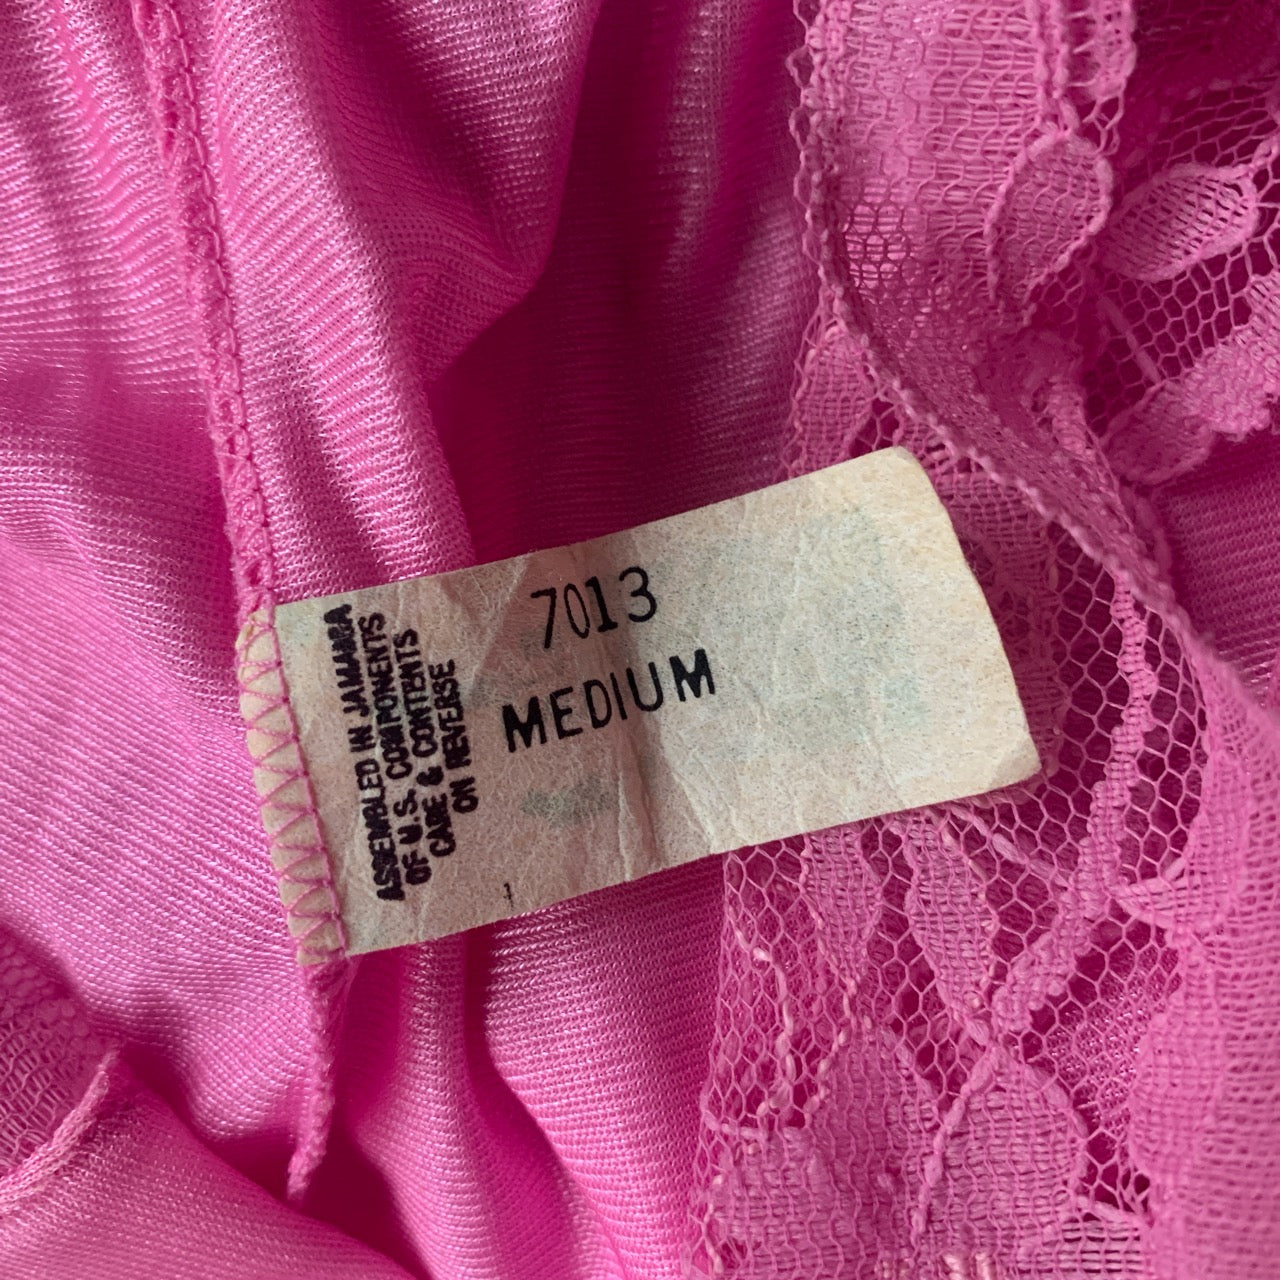 7013
MEDIUM
ASSEMBLED IN JAMAICA
OF U.S. COMPONENTS
CARE & CONTENTS
ON REVERSE